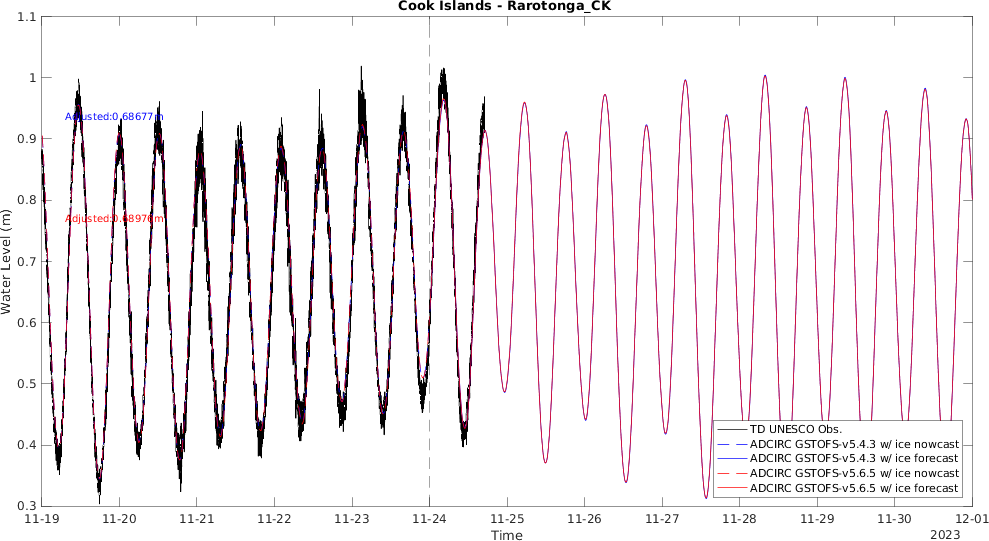 Cook Islands - Rarotonga_CK
1.1
1
0.9
0.8
0.7
0.6
0.5
0.4
0.3
Water Level (m)
Adjusted:0.68677m
Adjusted:0.68976m
TD UNESCO Obs.
ADCIRC GSTOFS-v5.4.3 w/ ice nowcast
ADCIRC GSTOFS-v5.4.3 w/ ice forecast
ADCIRC GSTOFS-v5.6.5 w/ ice nowcast
ADCIRC GSTOFS-v5.6.5 w/ ice forecast
11-19 11-20 11-21 11-22 11-23 11-24 11-25 11-26 11-27 11-28 11-29 11-30 12-01
Time
2023